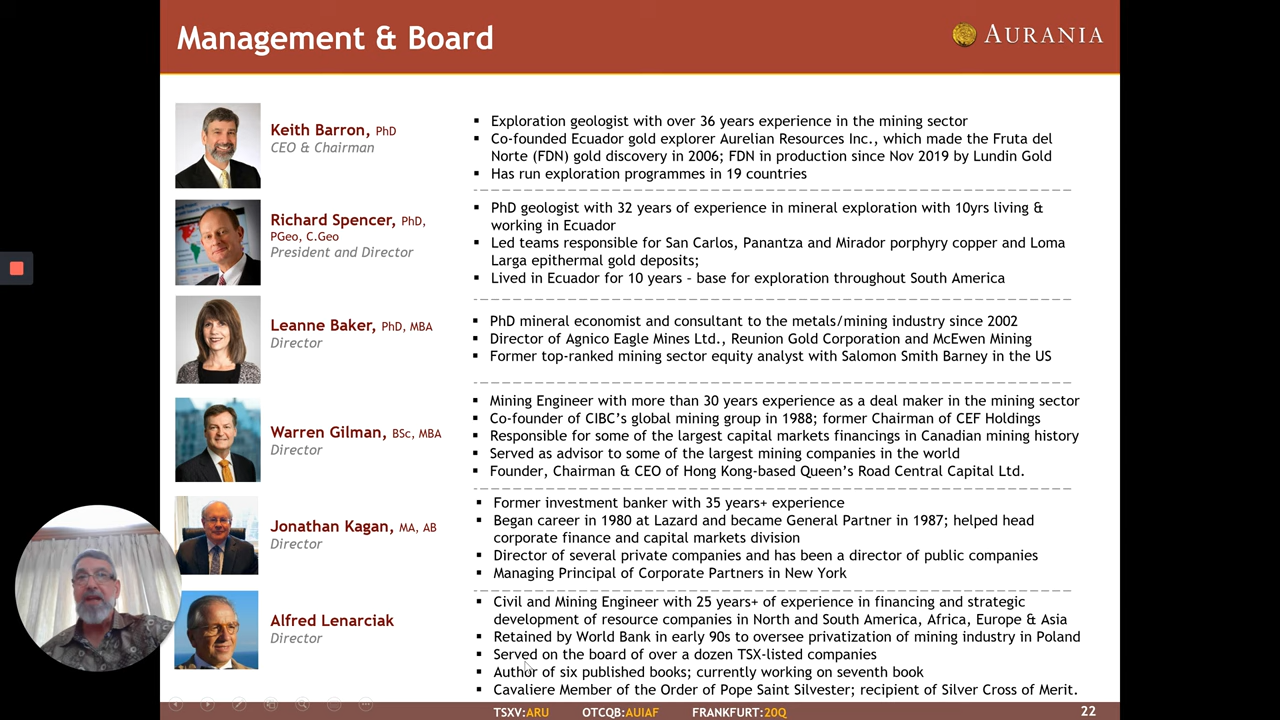 Management & Board
AURANIA
Keith Barron, PhD
CEO & Chairman
▪ Exploration geologist with over 36 years experience in the mining sector
▪ Co-founded Ecuador gold explorer Aurelian Resources Inc., which made the Fruta del
Norte (FDN) gold discovery in 2006; FDN in production since Nov 2019 by Lundin Gold
▪ Has run exploration programmes in 19 countries
Richard Spencer, PhD,
PGeo, C.Geo
President and Director
▪ PhD geologist with 32 years of experience in mineral exploration with 10yrs living &
working in Ecuador
▪ Led teams responsible for San Carlos, Panantza and Mirador porphyry copper and Loma
Larga epithermal gold deposits;
▪ Lived in Ecuador for 10 years – base for exploration throughout South America
Leanne Baker, PhD, MBA
Director
▪ PhD mineral economist and consultant to the metals/mining industry since 2002
▪ Director of Agnico Eagle Mines Ltd., Reunion Gold Corporation and McEwen Mining
▪ Former top-ranked mining sector equity analyst with Salomon Smith Barney in the US
Warren Gilman, BSc, MBA
Director
▪ Mining Engineer with more than 30 years experience as a deal maker in the mining sector
▪ Co-founder of CIBC's global mining group in 1988; former Chairman of CEF Holdings
▪ Responsible for some of the largest capital markets financings in Canadian mining history
▪ Served as advisor to some of the largest mining companies in the world
▪ Founder, Chairman & CEO of Hong Kong-based Queen's Road Central Capital Ltd.
Jonathan Kagan, MA, AB
Director
▪ Former investment banker with 35 years+ experience
▪ Began career in 1980 at Lazard and became General Partner in 1987; helped head
corporate finance and capital markets division
▪ Director of several private companies and has been a director of public companies
▪ Managing Principal of Corporate Partners in New York
Alfred Lenarciak
Director
▪ Civil and Mining Engineer with 25 years+ of experience in financing and strategic
development of resource companies in North and South America, Africa, Europe & Asia
▪ Retained by World Bank in early 90s to oversee privatization of mining industry in Poland
▪ Served on the board of over a dozen TSX-listed companies
▪ Author of six published books; currently working on seventh book
▪ Cavaliere Member of the Order of Pope Saint Silvester; recipient of Silver Cross of Merit.
TSXV:ARU OTCQB:AUIAF FRANKFURT:20Q
22